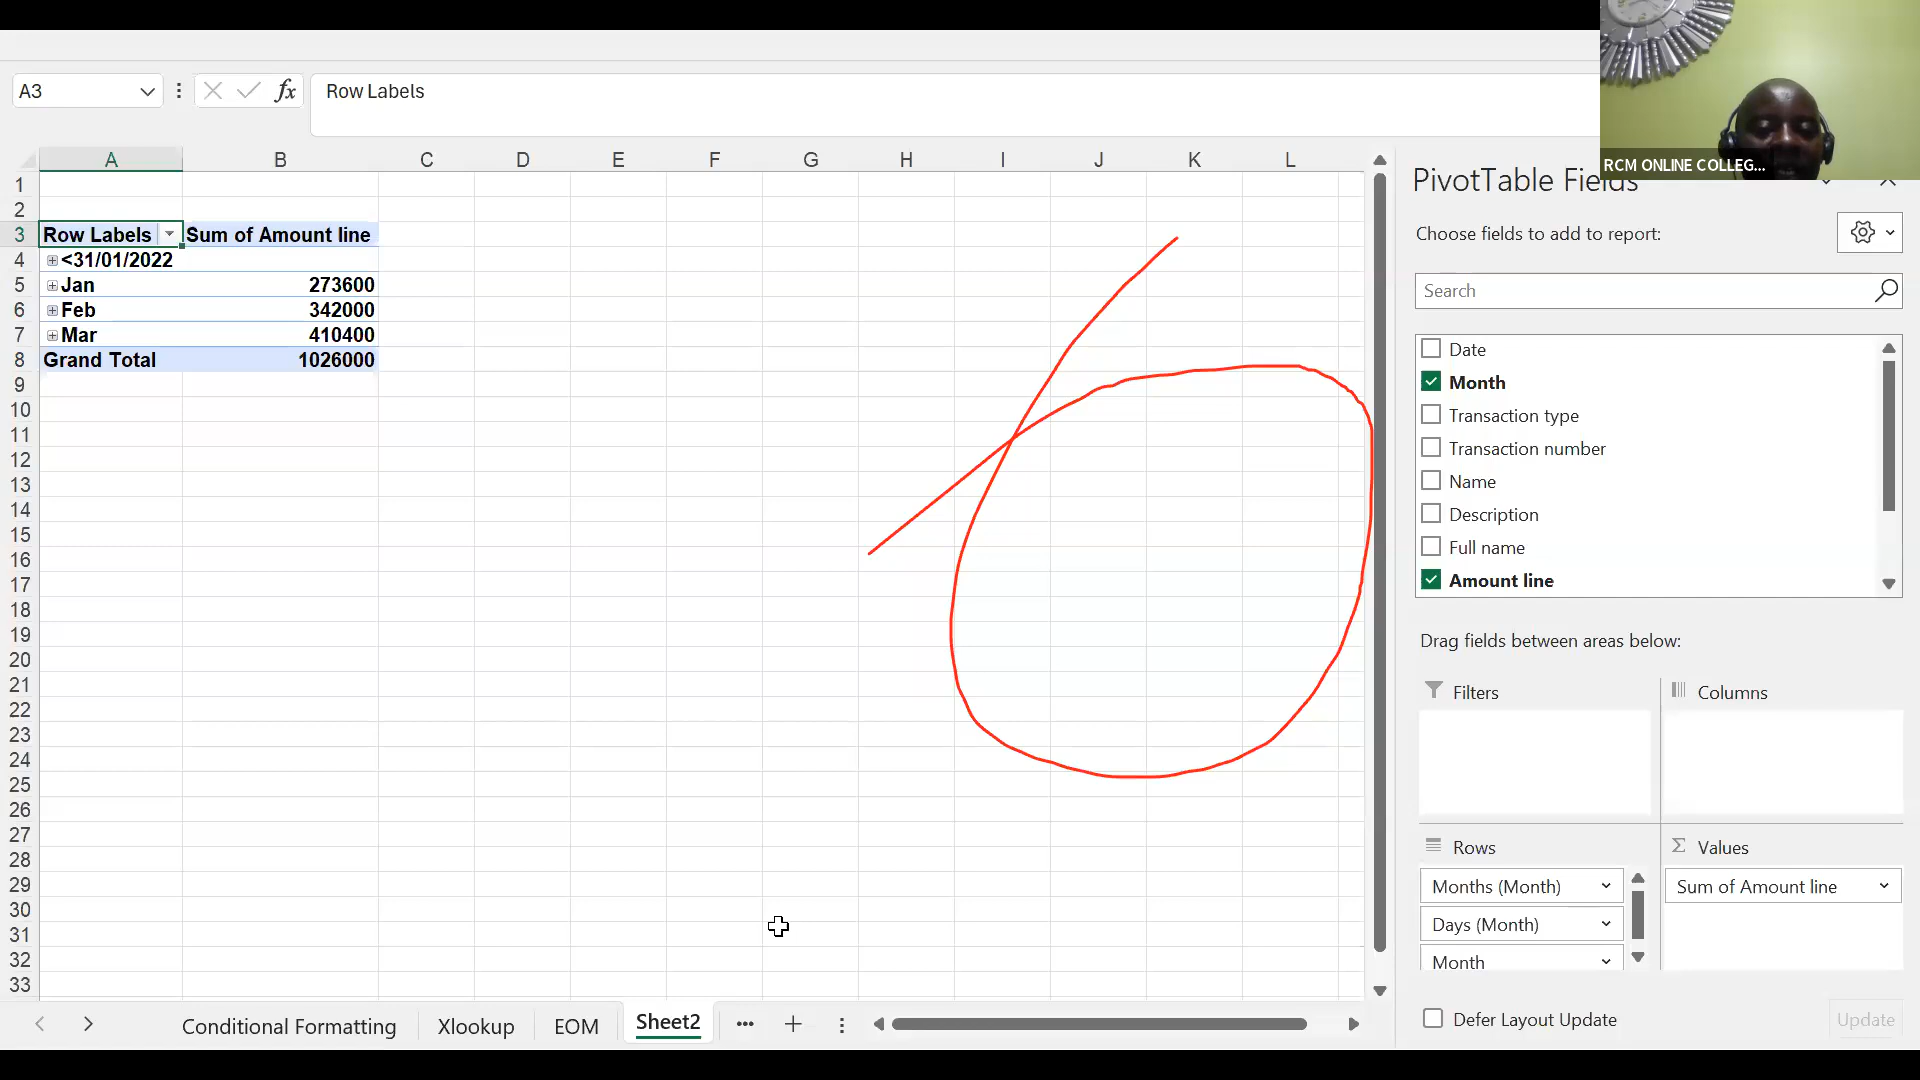 RCM ONLINE COLLEG...
A3
fx
Row Labels
A B C D E F G H I J K L
1
2
3 Row Labels Sum of Amount line
4 <31/01/2022
5 Jan 273600
6 Feb 342000
7 Mar 410400
8 Grand Total 1026000
9
10
11
12
13
14
15
16
17
18
19
20
21
22
23
24
25
26
27
28
29
30
31
32
33
Conditional Formatting Xlookup EOM Sheet2
PivotTable Fields
Choose fields to add to report:
Search
Date
Month
Transaction type
Transaction number
Name
Description
Full name
Amount line
Drag fields between areas below:
Filters
Columns
Rows
Months (Month)
Days (Month)
Month
Values
Sum of Amount line
Defer Layout Update
Update